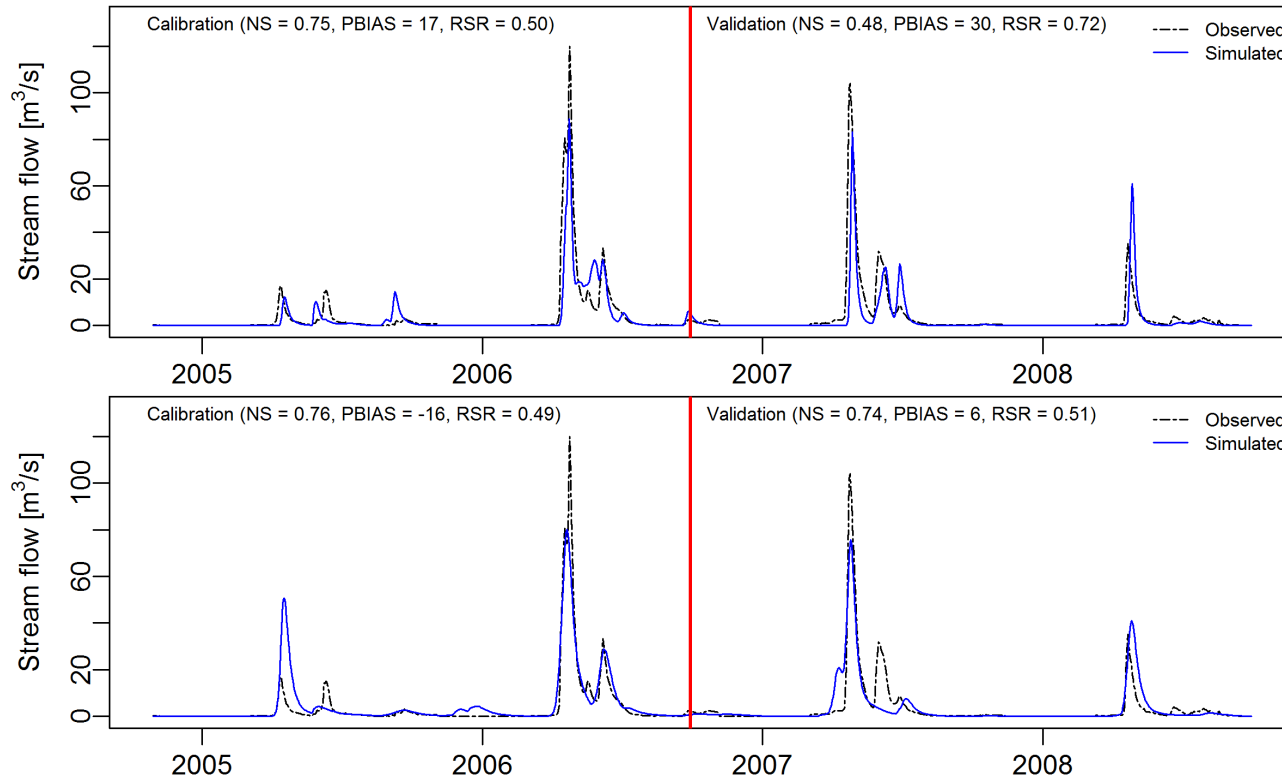 Calibration (NS = 0.75, PBIAS = 17, RSR = 0.50)
Validation (NS = 0.48, PBIAS = 30, RSR = 0.72)
Observed
Simulated
Stream flow [m³/s]
100
60
20
0
2005
2006
2007
2008
Calibration (NS = 0.76, PBIAS = -16, RSR = 0.49)
Validation (NS = 0.74, PBIAS = 6, RSR = 0.51)
Observed
Simulated
Stream flow [m³/s]
100
60
20
0
2005
2006
2007
2008